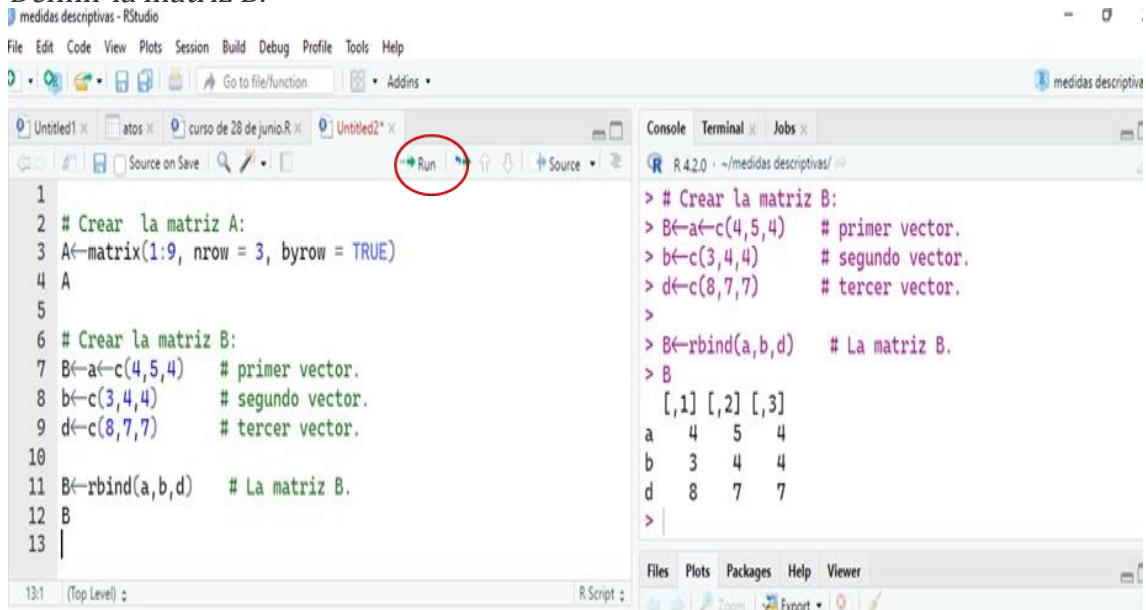 Definir la matriz B:
medidas descriptivas - RStudio
File Edit Code View Plots Session Build Debug Profile Tools Help
Go to file/function Addins medidas descriptiva
Untitled1 atos curso de 28 de junio.R Untitled2*
Source on Save Run Source
1
2 # Crear la matriz A:
3 A←matrix(1:9, nrow = 3, byrow = TRUE)
4 A
5
6 # Crear la matriz B:
7 B←a←c(4,5,4) # primer vector.
8 b←c(3,4,4) # segundo vector.
9 d←c(8,7,7) # tercer vector.
10
11 B←rbind(a,b,d) # La matriz B.
12 B
13
13:1 (Top Level) R Script
Console Terminal Jobs
R 4.2.0 · ~/medidas descriptivas/
> # Crear la matriz B:
> B←a←c(4,5,4) # primer vector.
> b←c(3,4,4) # segundo vector.
> d←c(8,7,7) # tercer vector.
>
> B←rbind(a,b,d) # La matriz B.
> B
[,1] [,2] [,3]
a 4 5 4
b 3 4 4
d 8 7 7
>
Files Plots Packages Help Viewer
Zoom Export